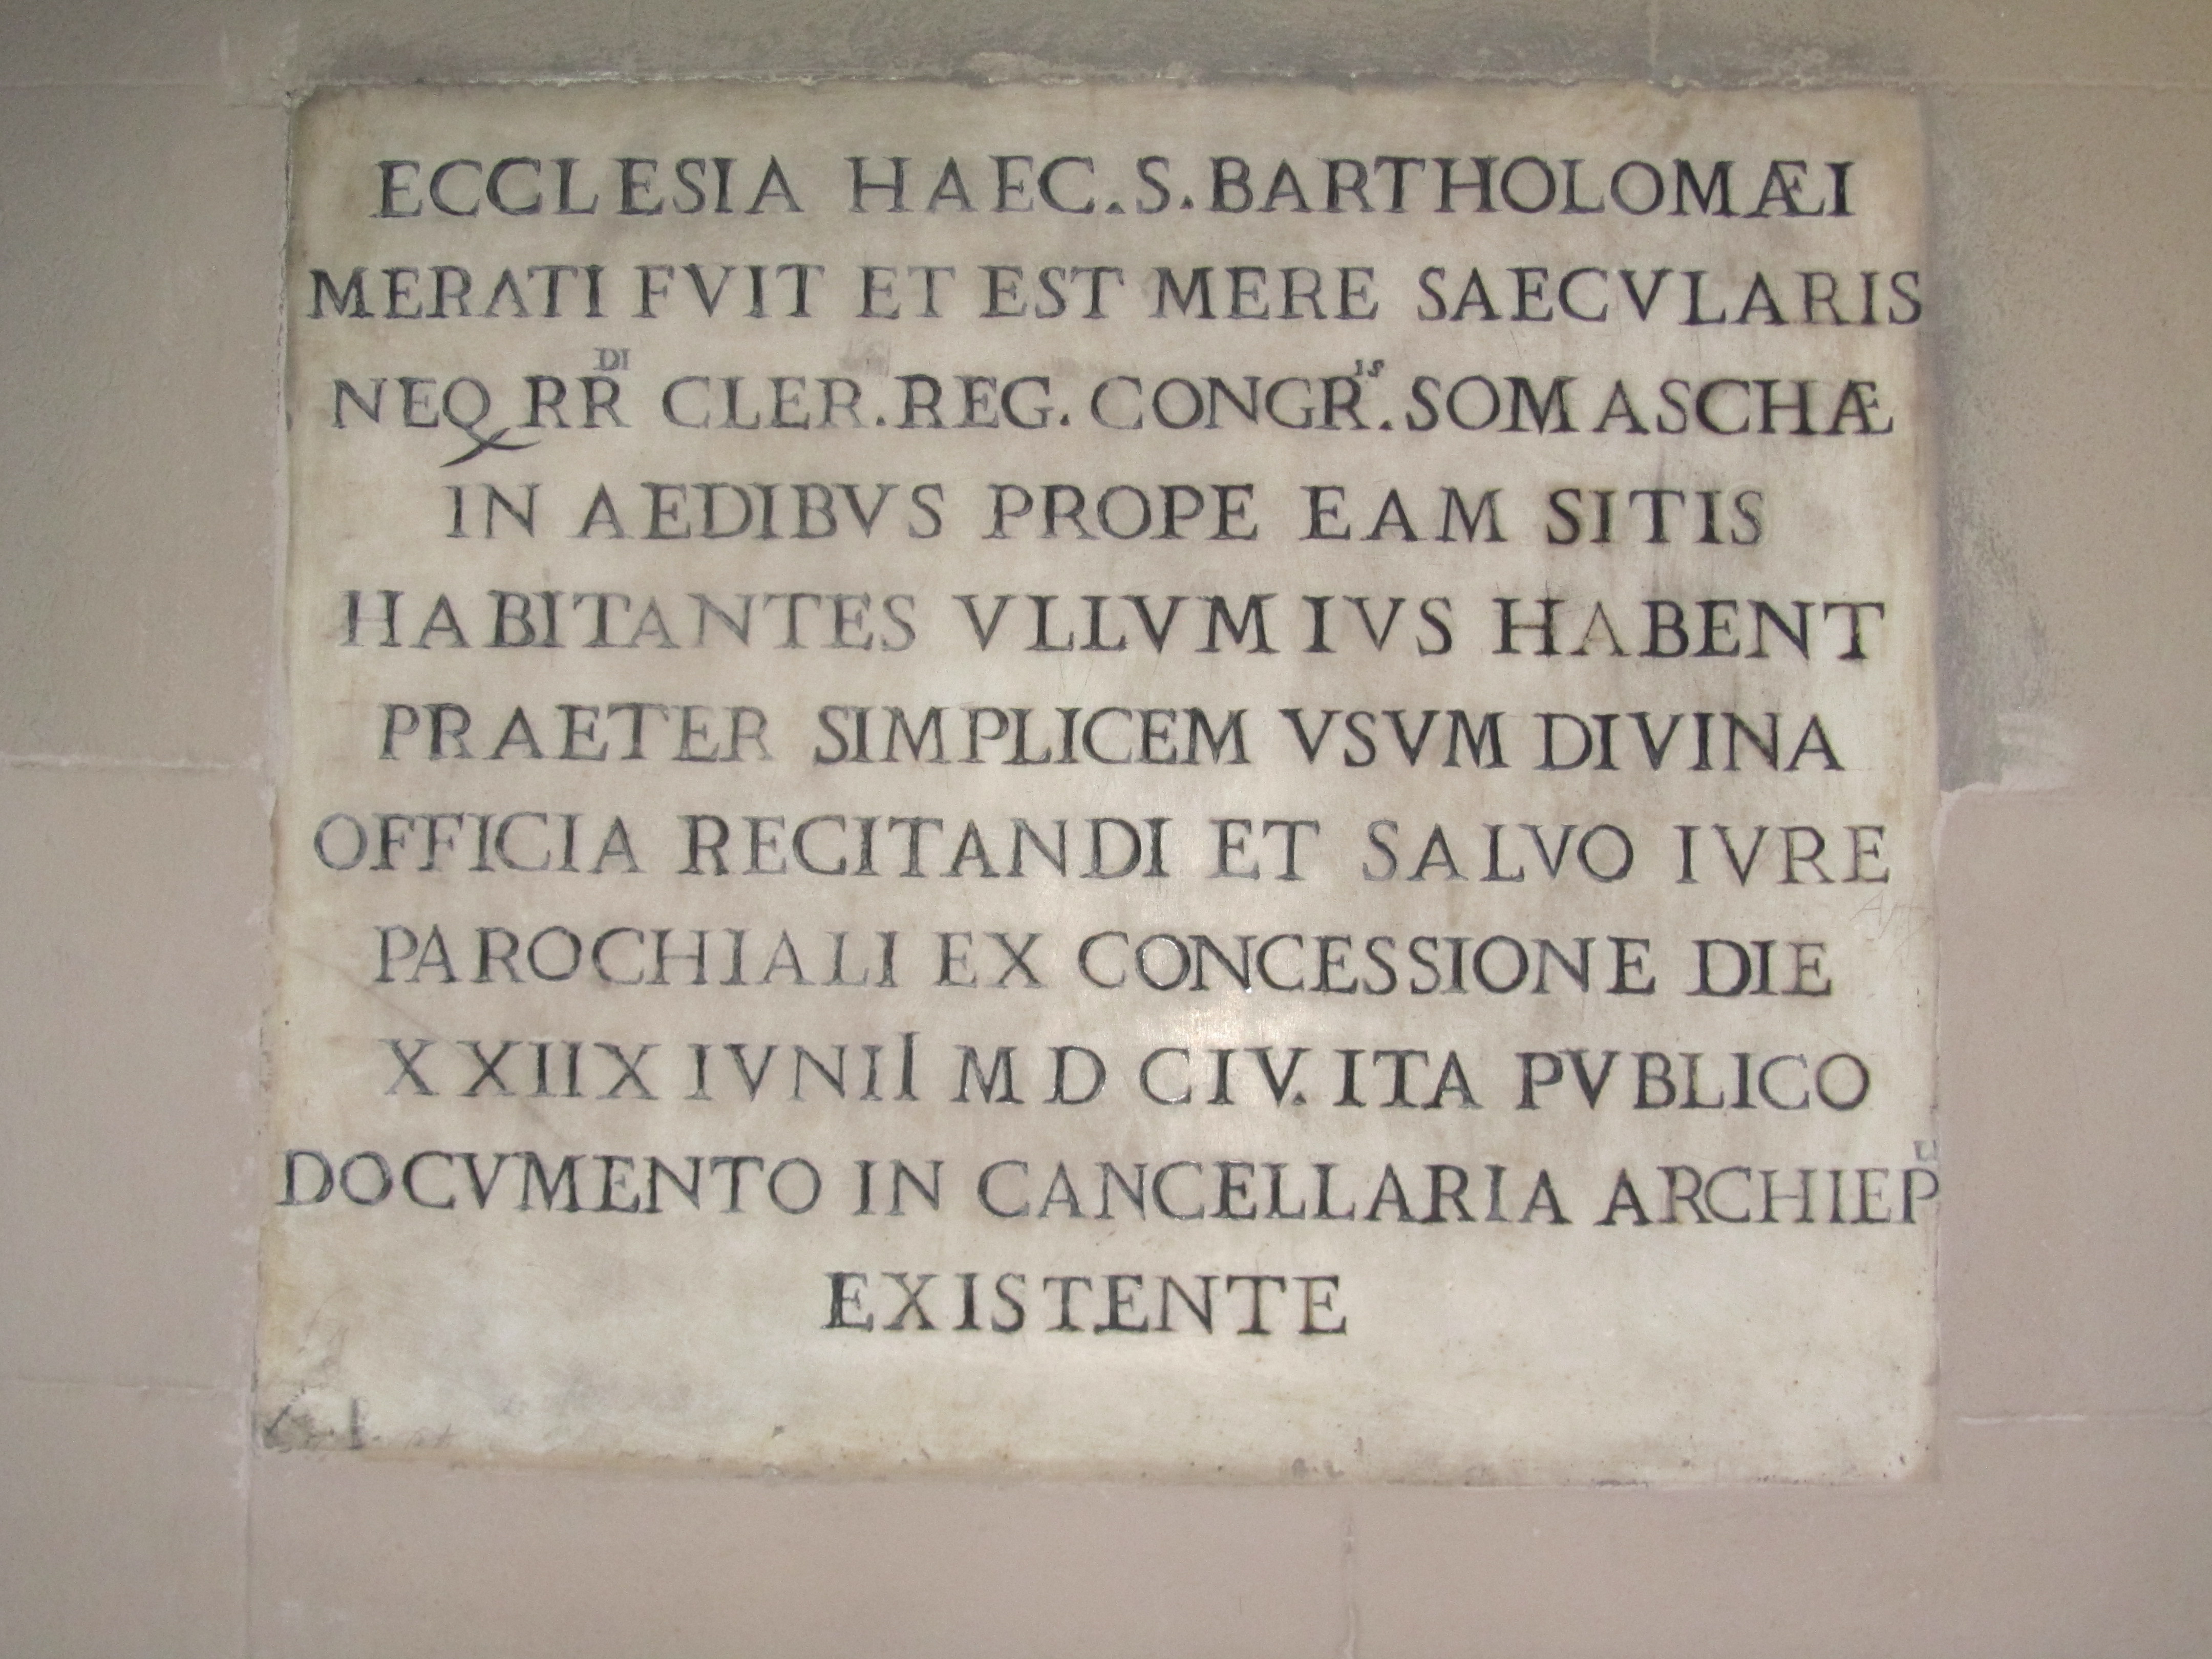 ECCLESIA HAEC.S.BARTHOLOMÆI
MERATI FVIT ET EST MERE SAECVLARIS
NEQ RR^DI CLER.REG.CONGR^IS.SOMASCHÆ
IN AEDIBVS PROPE EAM SITIS
HABITANTES VLLVM IVS HABENT
PRAETER SIMPLICEM VSVM DIVINA
OFFICIA RECITANDI ET SALVO IVRE
PAROCHIALI EX CONCESSIONE DIE
XXIIX IVNII MD CIV.ITA PVBLICO
DOCVMENTO IN CANCELLARIA ARCHIEP^LI
EXISTENTE